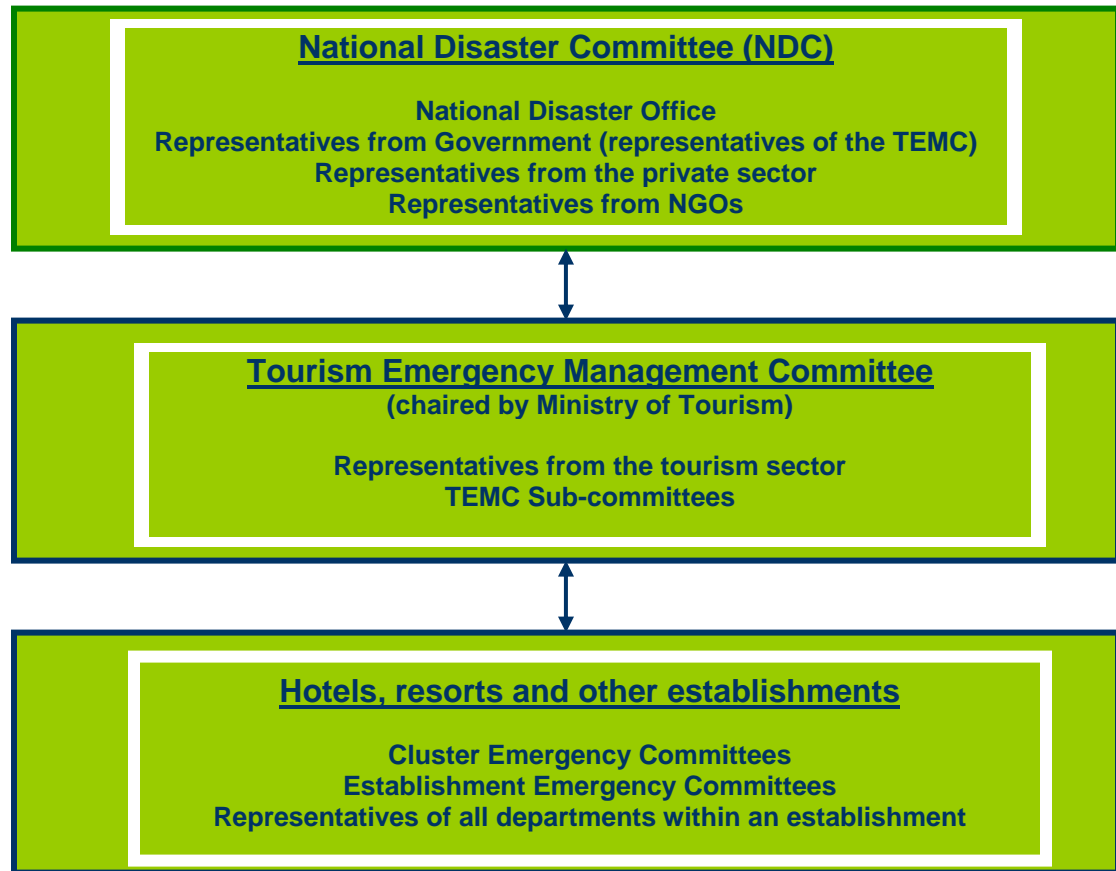 National Disaster Committee (NDC)
National Disaster Office
Representatives from Government (representatives of the TEMC)
Representatives from the private sector
Representatives from NGOs
Tourism Emergency Management Committee
(chaired by Ministry of Tourism)
Representatives from the tourism sector
TEMC Sub-committees
Hotels, resorts and other establishments
Cluster Emergency Committees
Establishment Emergency Committees
Representatives of all departments within an establishment